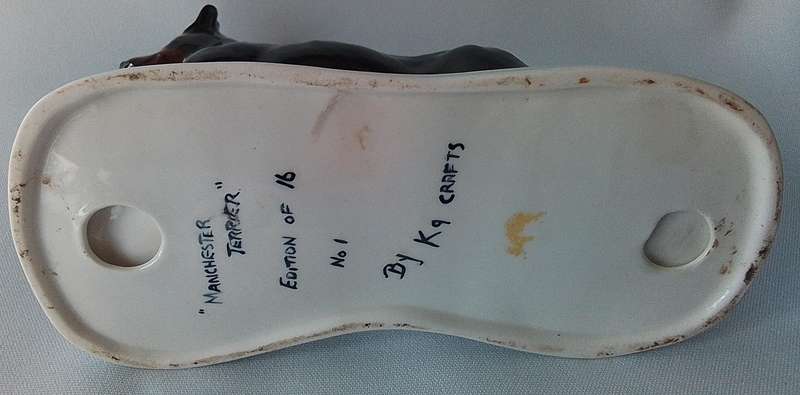 "MANCHESTER
TERRIER"
EDITION OF 16
No 1
By K9 CRAFTS